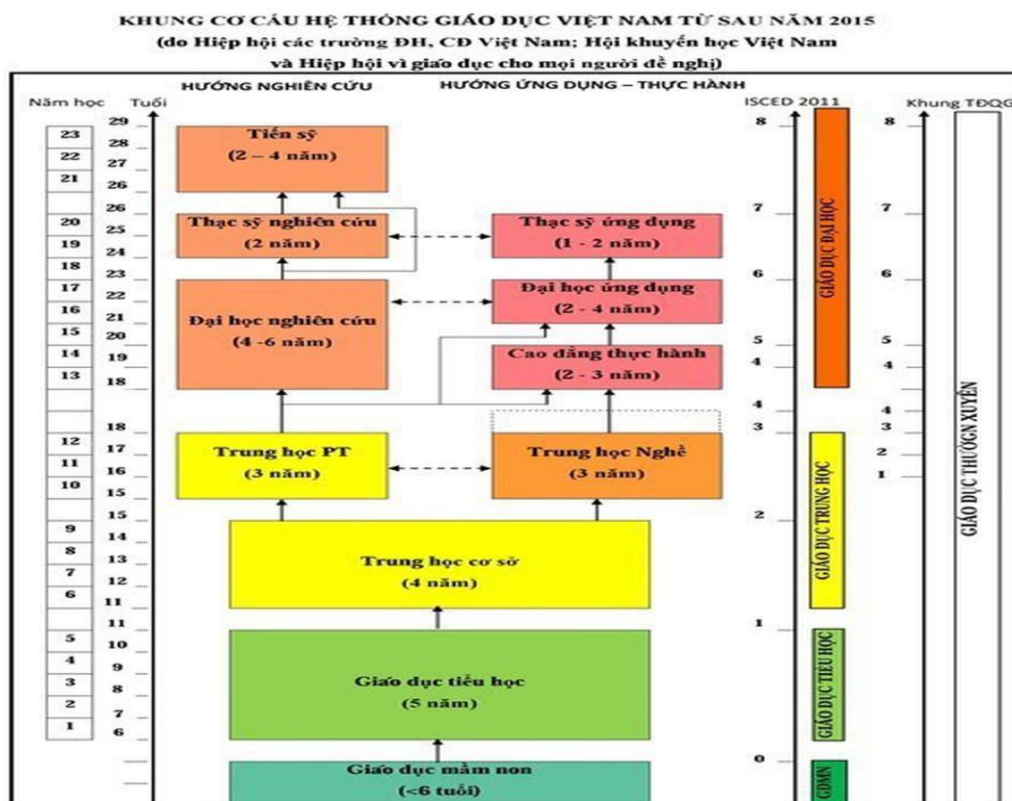 KHUNG CƠ CẤU HỆ THỐNG GIÁO DỤC VIỆT NAM TỪ SAU NĂM 2015
(do Hiệp hội các trường ĐH, CĐ Việt Nam; Hội khuyến học Việt Nam
và Hiệp hội vì giáo dục cho mọi người đề nghị)
HƯỚNG NGHIÊN CỨU
HƯỚNG ỨNG DỤNG – THỰC HÀNH
Năm học
Tuổi
ISCED 2011
Khung TĐQG
23
22
21
20
19
18
17
16
15
14
13
12
11
10
9
8
7
6
5
4
3
2
1
29
28
27
26
26
25
24
23
22
21
20
19
18
18
17
16
15
15
14
13
12
11
11
10
9
8
7
6
Tiến sỹ
(2 – 4 năm)
Thạc sỹ nghiên cứu
(2 năm)
Thạc sỹ ứng dụng
(1 - 2 năm)
Đại học nghiên cứu
(4 -6 năm)
Đại học ứng dụng
(2 - 4 năm)
Cao đẳng thực hành
(2 - 3 năm)
Trung học PT
(3 năm)
Trung học Nghề
(3 năm)
Trung học cơ sở
(4 năm)
Giáo dục tiểu học
(5 năm)
Giáo dục mầm non
(<6 tuổi)
8
7
6
5
4
4
3
2
1
0
GIÁO DỤC ĐẠI HỌC
GIÁO DỤC TRUNG HỌC
GIÁO DỤC TIỂU HỌC
GDMN
8
7
6
5
4
4
3
2
1
GIÁO DỤC THƯỜGN XUYÊN